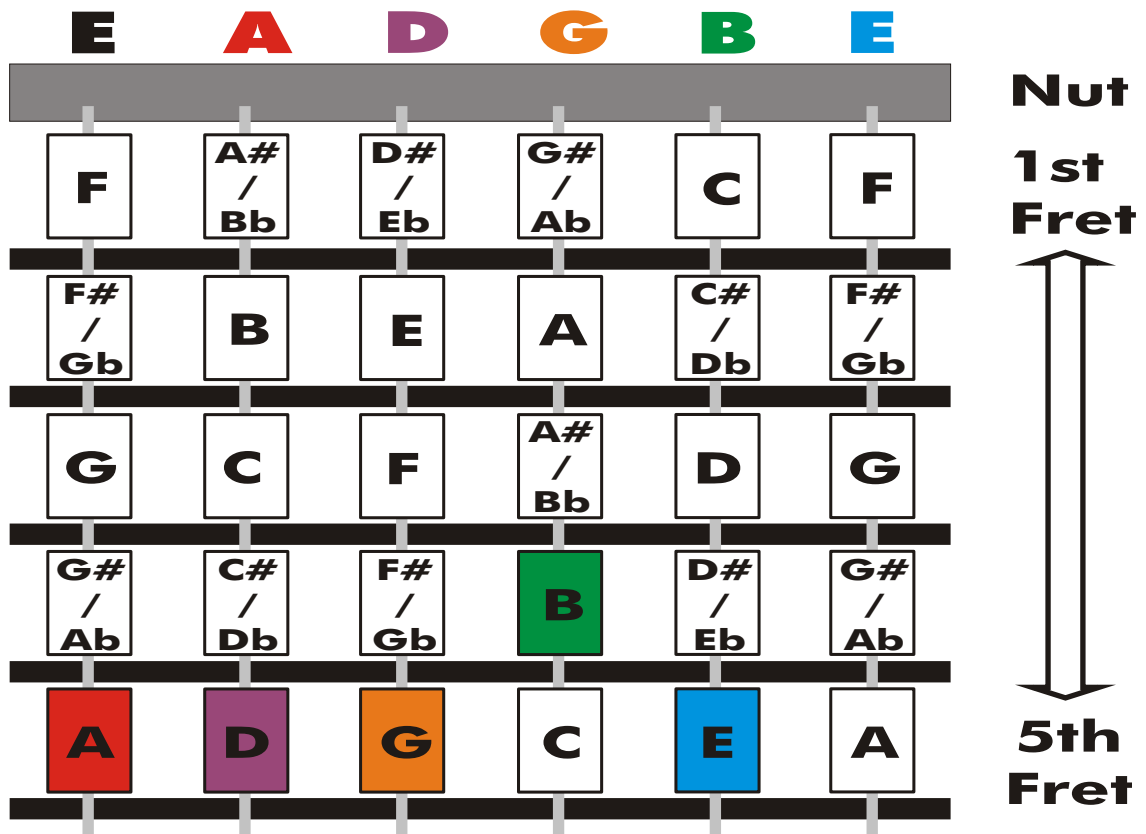 E A D G B E
Nut
F A# / Bb D# / Eb G# / Ab C F
1st
Fret
F# / Gb B E A C# / Db F# / Gb
G C F A# / Bb D G
G# / Ab C# / Db F# / Gb B D# / Eb G# / Ab
A D G C E A
5th
Fret